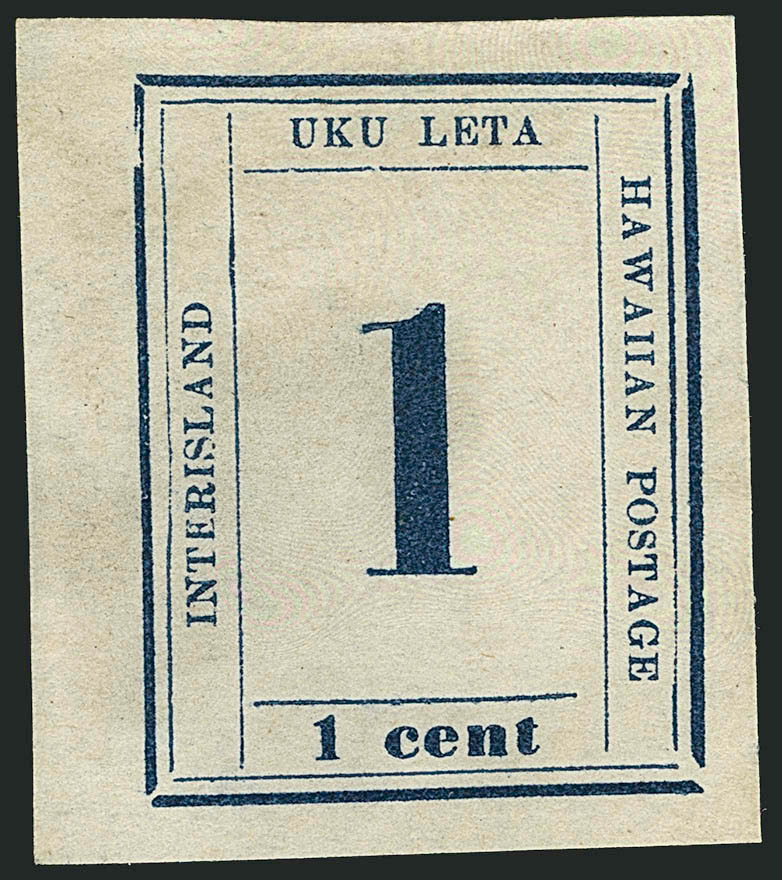 UKU LETA
INTERISLAND
1
HAWAIIAN POSTAGE
1 cent